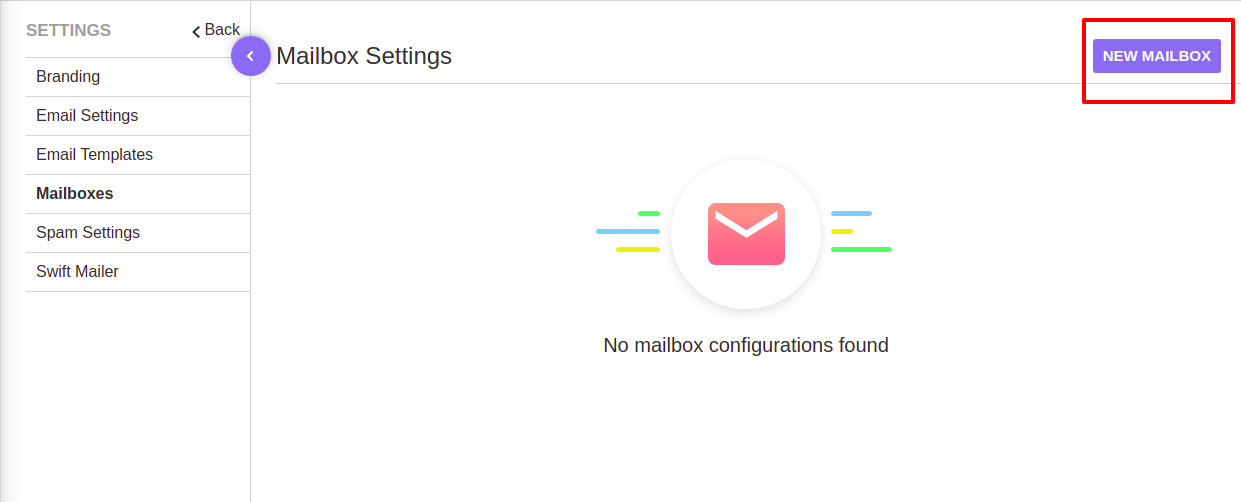 SETTINGS
Back
Branding
Email Settings
Email Templates
Mailboxes
Spam Settings
Swift Mailer
Mailbox Settings
NEW MAILBOX
No mailbox configurations found